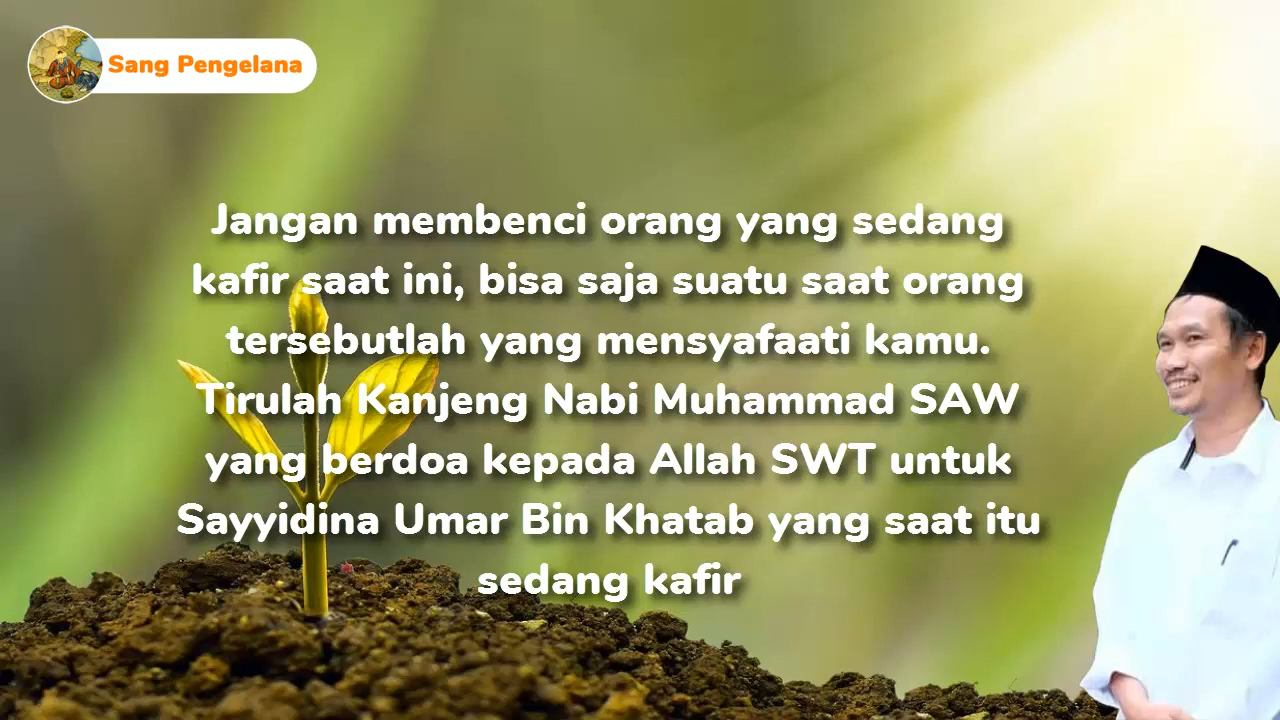 Sang Pengelana
Jangan membenci orang yang sedang
kafir saat ini, bisa saja suatu saat orang
tersebutlah yang mensyafaati kamu.
Tirulah Kanjeng Nabi Muhammad SAW
yang berdoa kepada Allah SWT untuk
Sayyidina Umar Bin Khatab yang saat itu
sedang kafir